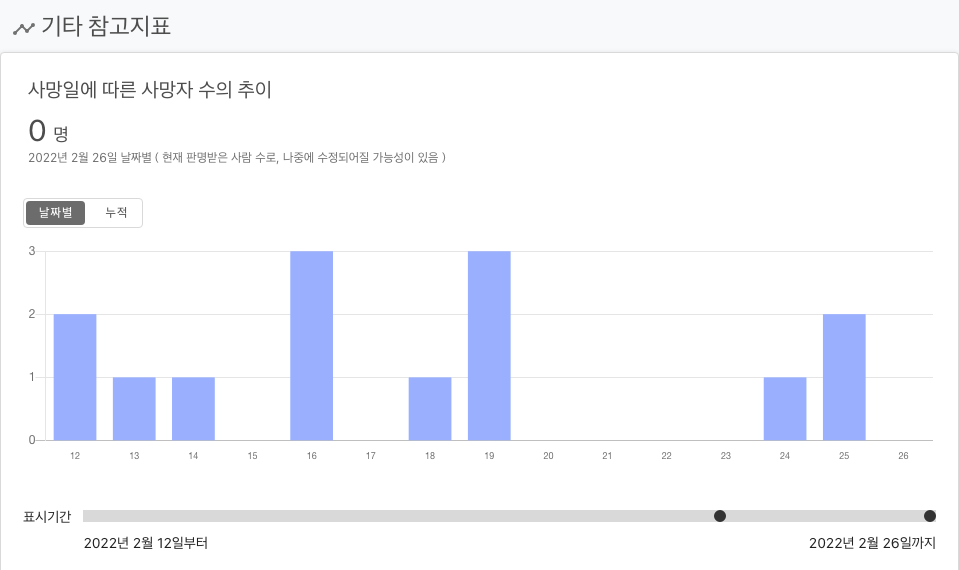 기타 참고지표
사망일에 따른 사망자 수의 추이
0 명
2022년 2월 26일 날짜별 ( 현재 판명받은 사람 수로, 나중에 수정되어질 가능성이 있음 )
날짜별 누적
3
2
1
0
12 13 14 15 16 17 18 19 20 21 22 23 24 25 26
표시기간
2022년 2월 12일부터 2022년 2월 26일까지